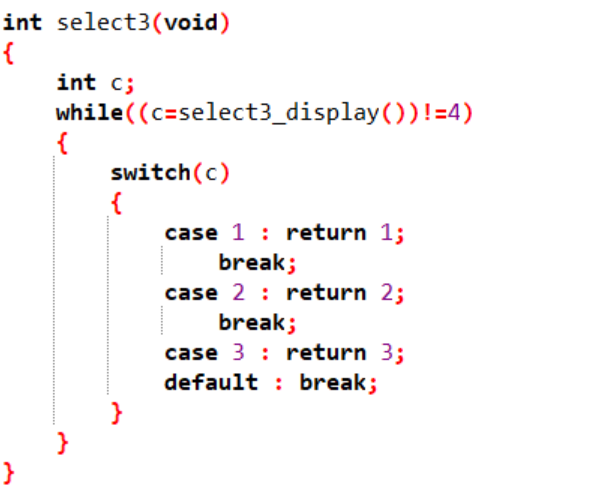 int select3(void)
{
    int c;
    while((c=select3_display())!=4)
    {
        switch(c)
        {
            case 1 : return 1;
                break;
            case 2 : return 2;
                break;
            case 3 : return 3;
            default : break;
        }
    }
}